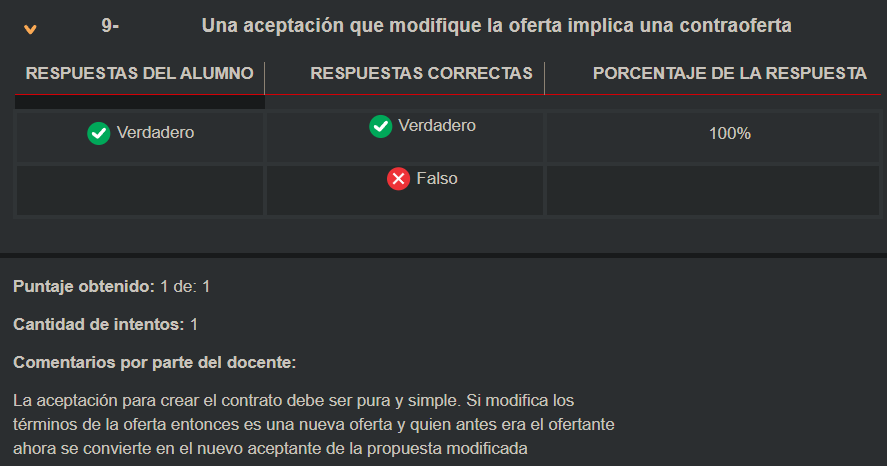 9- Una aceptación que modifique la oferta implica una contraoferta
RESPUESTAS DEL ALUMNO RESPUESTAS CORRECTAS PORCENTAJE DE LA RESPUESTA
Verdadero Verdadero 100%
Falso
Puntaje obtenido: 1 de: 1
Cantidad de intentos: 1
Comentarios por parte del docente:
La aceptación para crear el contrato debe ser pura y simple. Si modifica los
términos de la oferta entonces es una nueva oferta y quien antes era el ofertante
ahora se convierte en el nuevo aceptante de la propuesta modificada